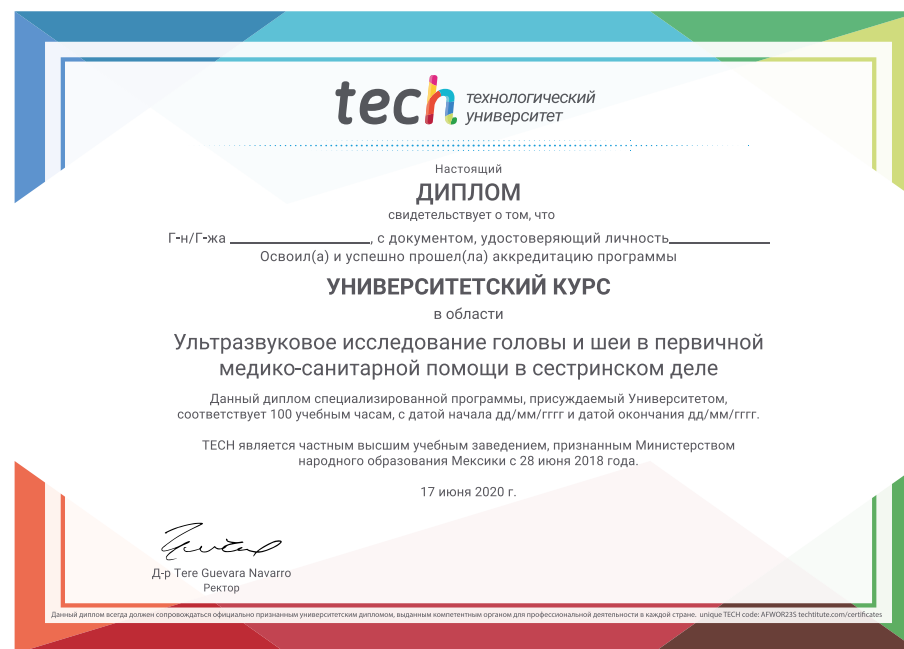 tech технологический
университет
Настоящий
ДИПЛОМ
свидетельствует о том, что
Г-н/Г-жа ____________________, с документом, удостоверяющий личность_______________
Освоил(а) и успешно прошел(ла) аккредитацию программы
УНИВЕРСИТЕТСКИЙ КУРС
в области
Ультразвуковое исследование головы и шеи в первичной
медико-санитарной помощи в сестринском деле
Данный диплом специализированной программы, присуждаемый Университетом,
соответствует 100 учебным часам, с датой начала дд/мм/гггг и датой окончания дд/мм/гггг.
TECH является частным высшим учебным заведением, признанным Министерством
народного образования Мексики с 28 июня 2018 года.
17 июня 2020 г.
Д-р Tere Guevara Navarro
Ректор
Данный диплом всегда должен сопровождаться официально признанным университетским дипломом, выданным компетентным органом для профессиональной деятельности в каждой стране. unique TECH code: AFWOR23S techtitute.com/certificates